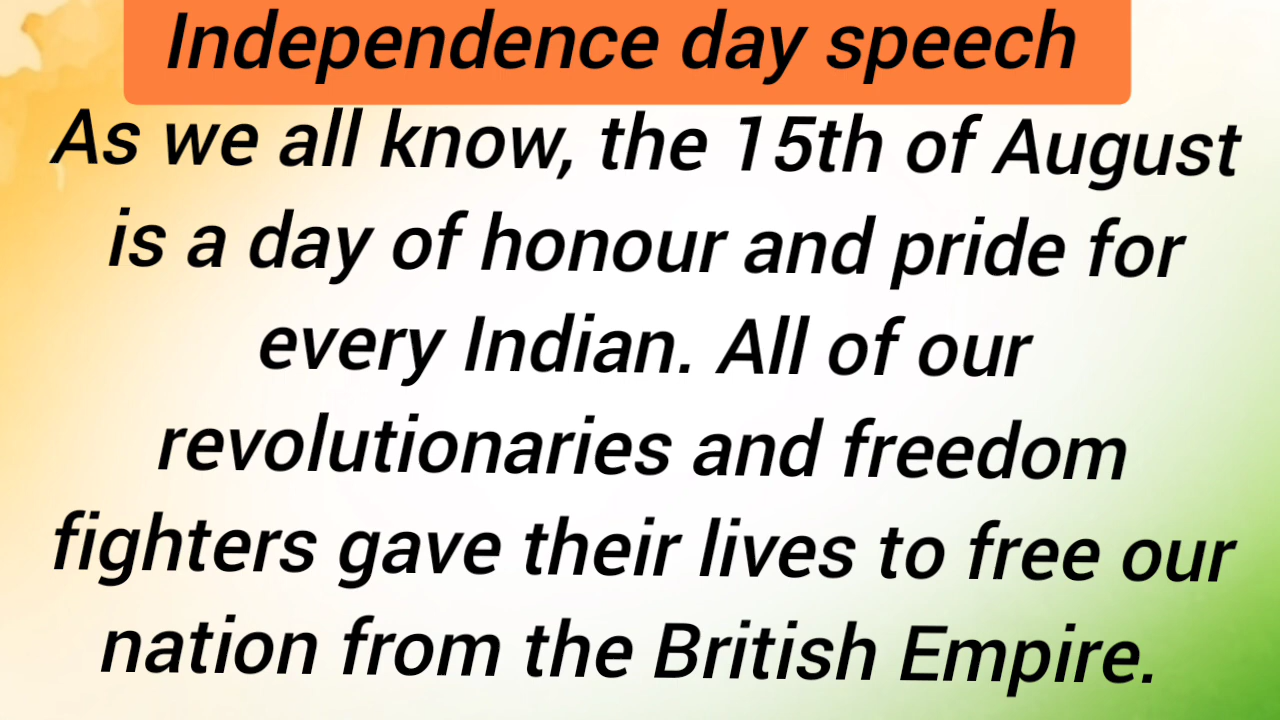 Independence day speech
As we all know, the 15th of August
is a day of honour and pride for
every Indian. All of our
revolutionaries and freedom
fighters gave their lives to free our
nation from the British Empire.